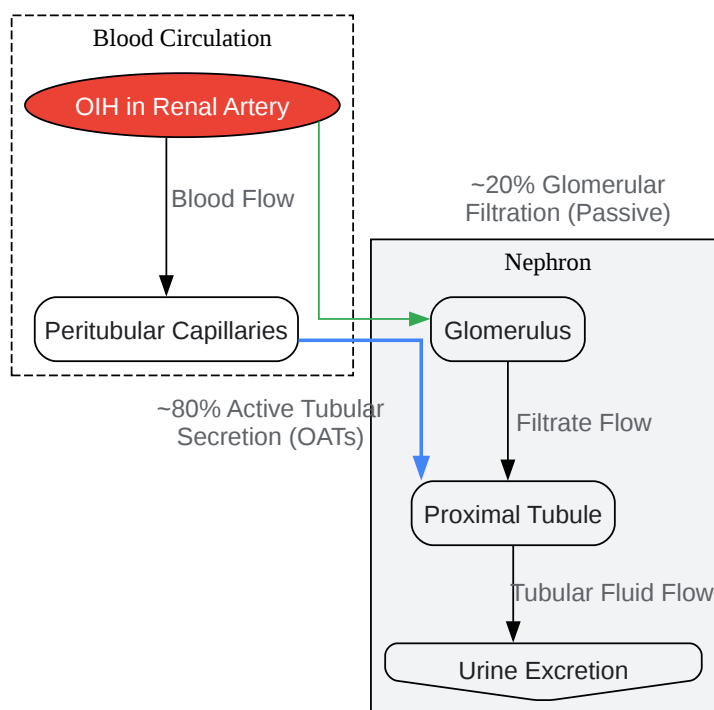 Blood Circulation
OIH in Renal Artery
Blood Flow
~20% Glomerular
Filtration (Passive)
Nephron
Peritubular Capillaries
Glomerulus
~80% Active Tubular
Secretion (OATs)
Filtrate Flow
Proximal Tubule
Tubular Fluid Flow
Urine Excretion